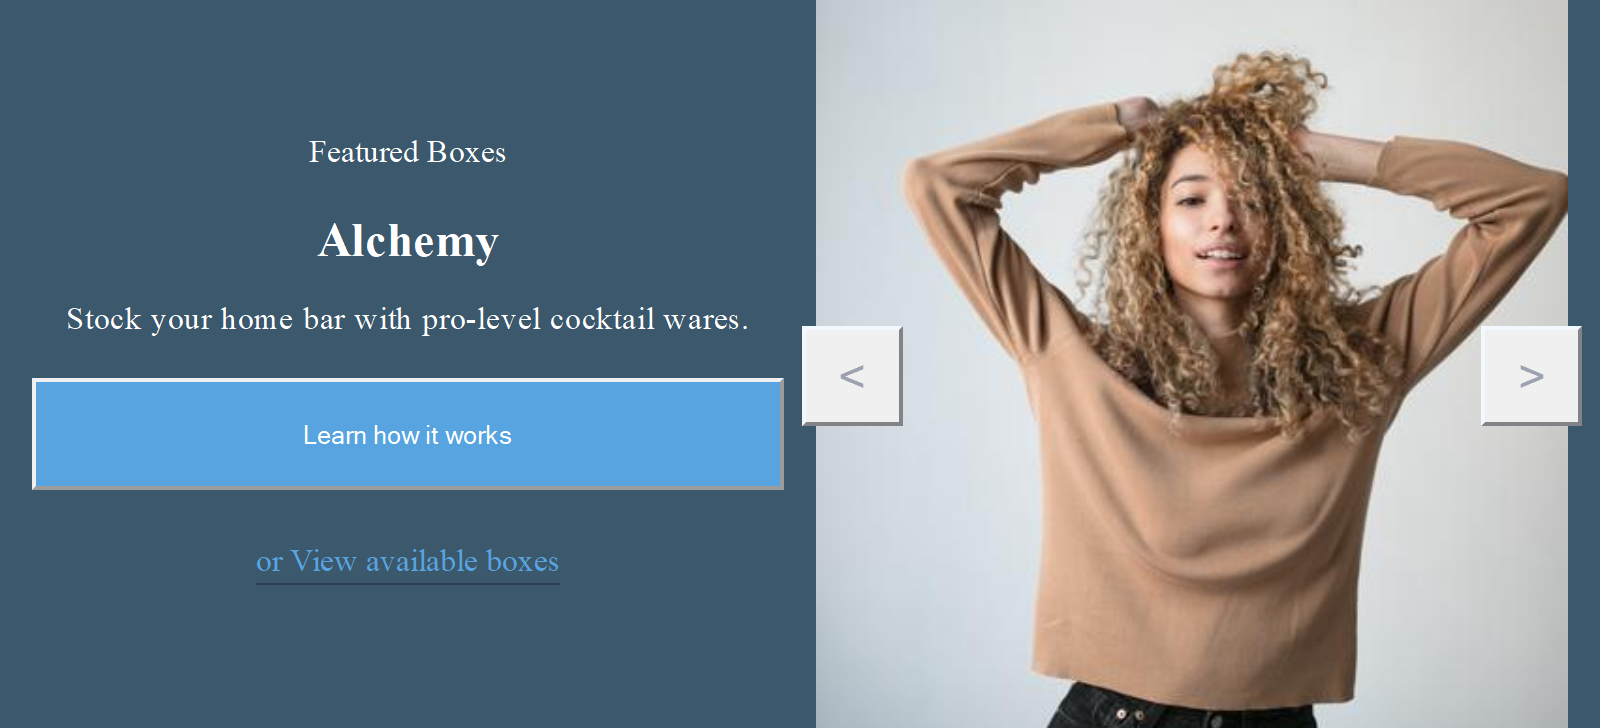 Featured Boxes
Alchemy
Stock your home bar with pro-level cocktail wares.
Learn how it works
or View available boxes
<
>